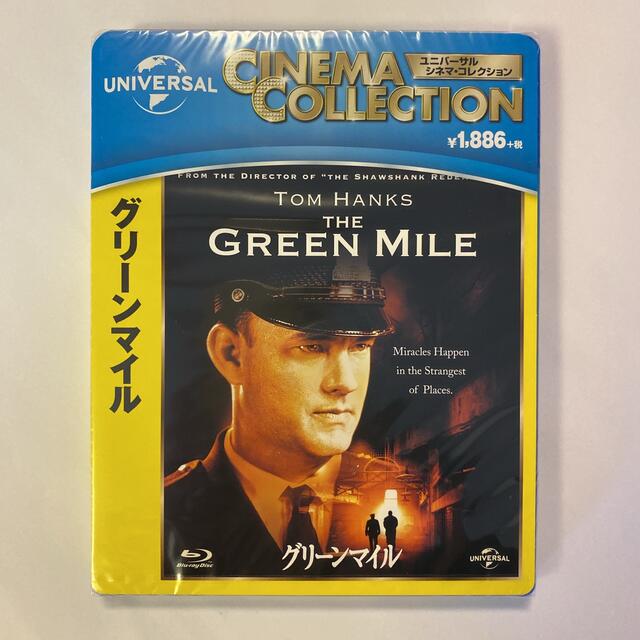 UNIVERSAL
CINEMA
COLLECTION
ユニバーサル
シネマ・コレクション
¥1,886+税
FROM THE DIRECTOR OF "THE SHAWSHANK
TOM HANKS
THE
GREEN MILE
グリーンマイル
Miracles Happen
in the Strangest
of Places.
Blu-ray Disc
グリーンマイル
UNIVERSAL